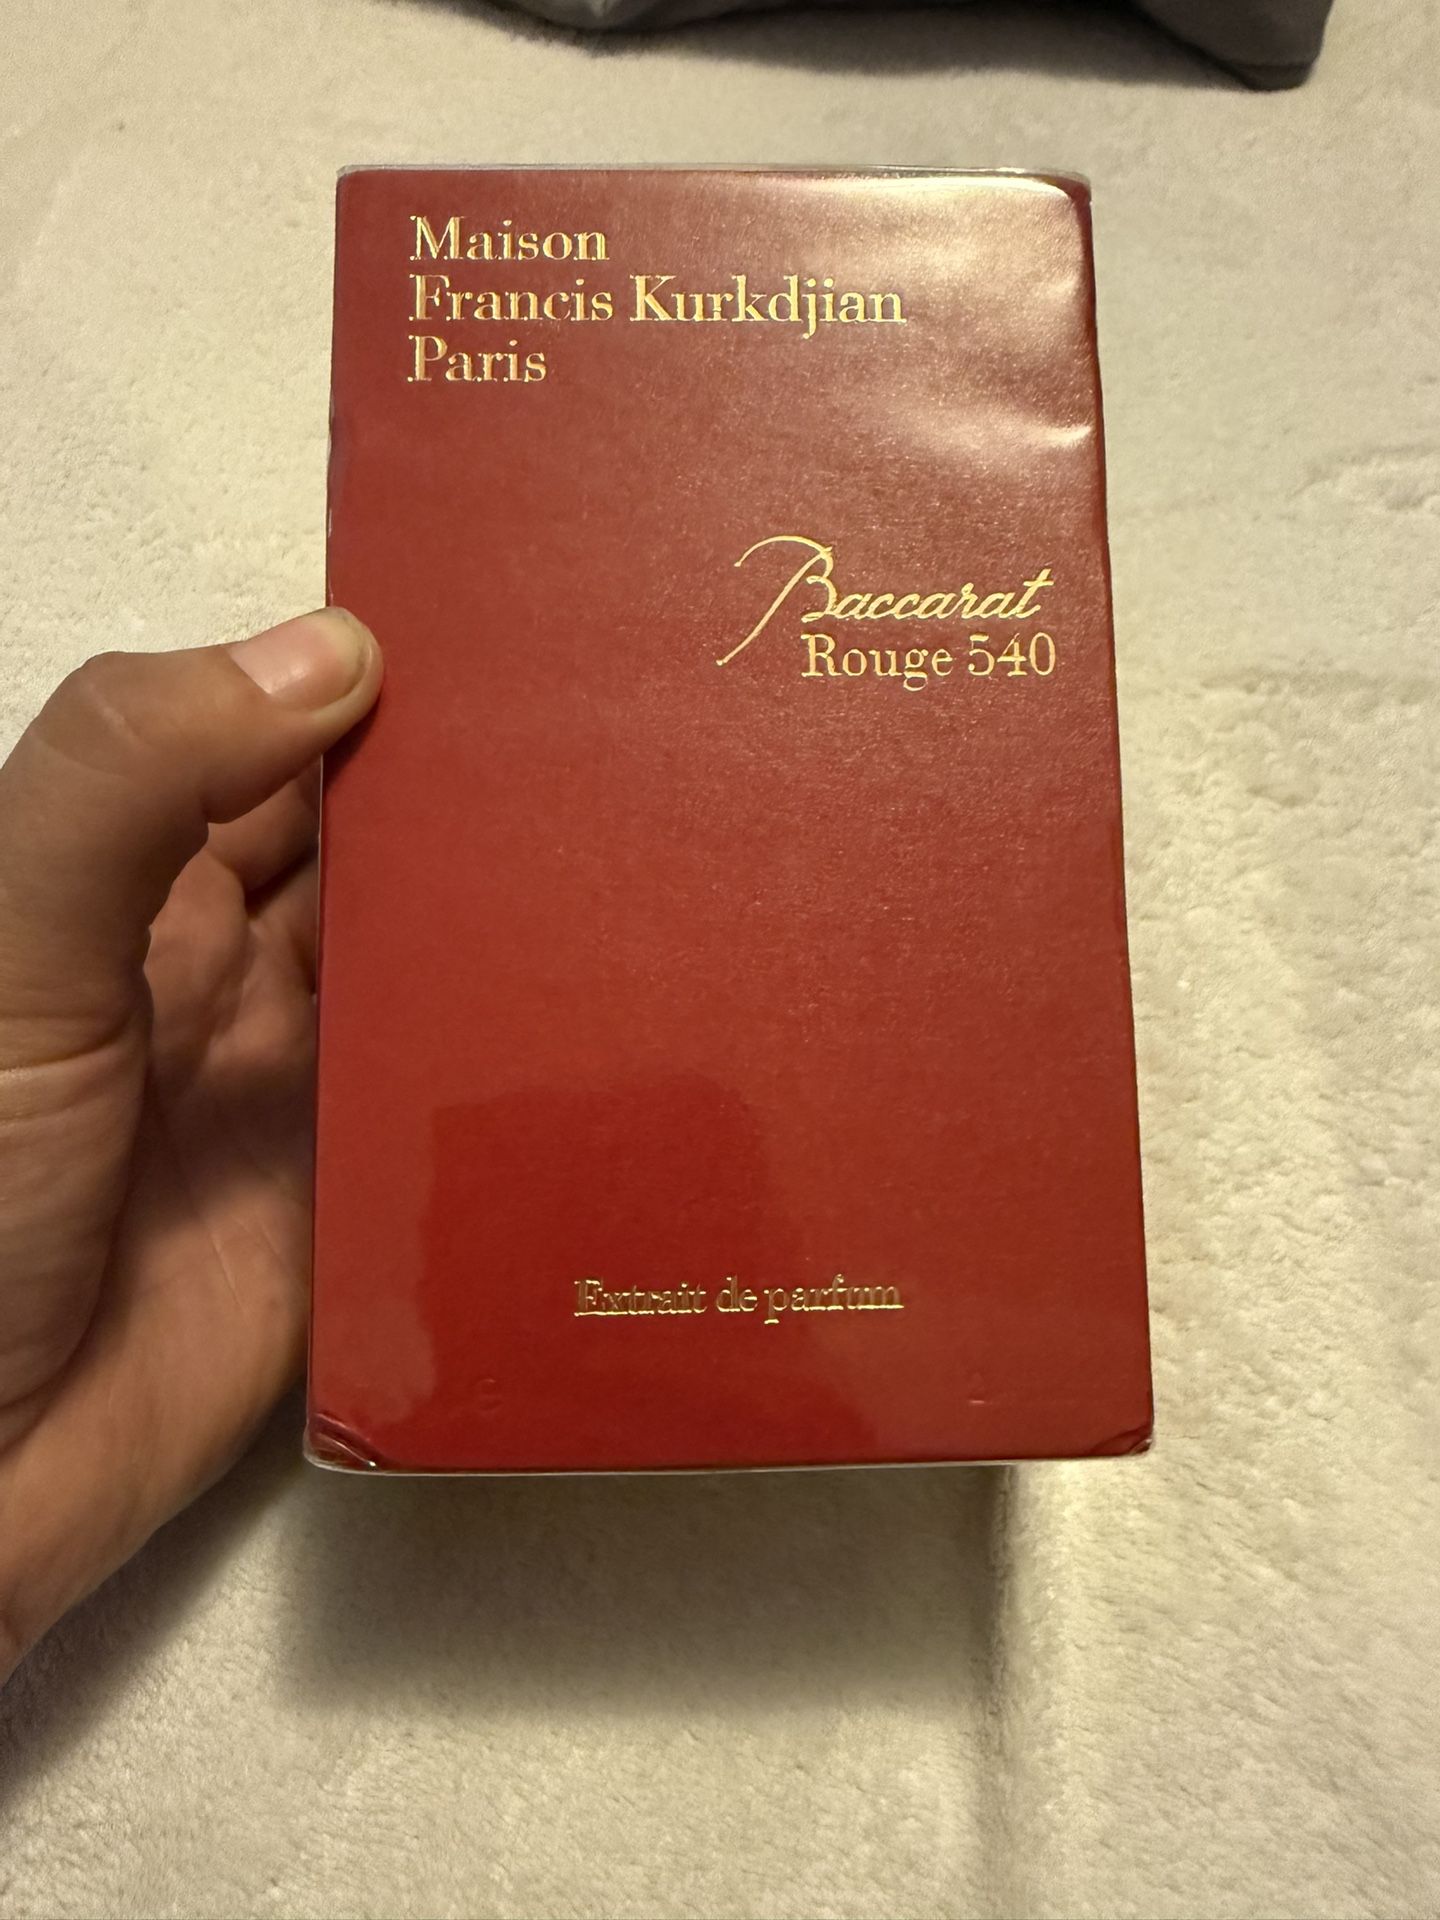 Maison
Francis Kurkdjian
Paris
Baccarat
Rouge 540
Extrait de parfum